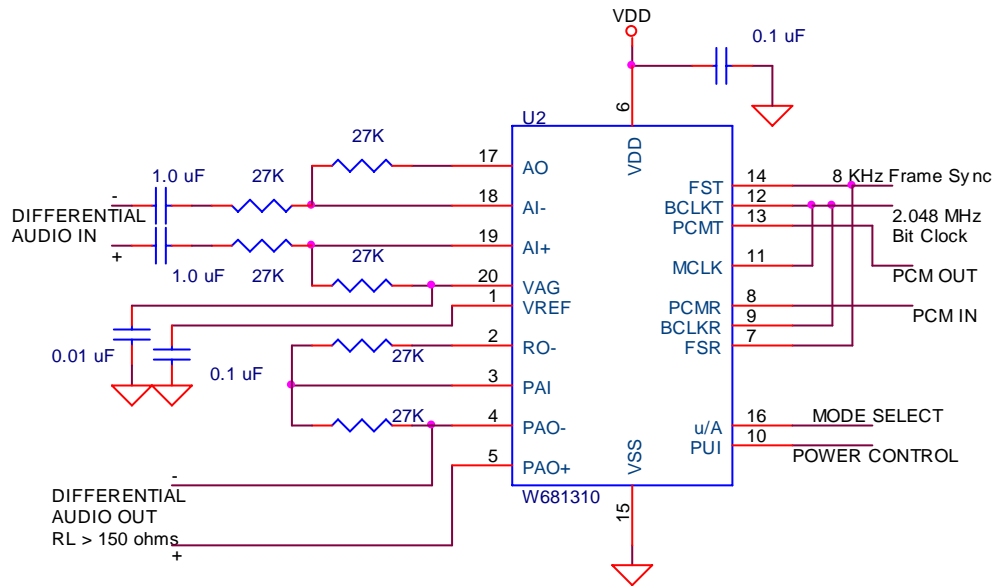 VDD
0.1 uF
U2
6
VDD
27K
17
AO
14
FST
8 KHz Frame Sync
1.0 uF
27K
12
BCLKT
-
18
AI-
13
PCMT
2.048 MHz
Bit Clock
DIFFERENTIAL
AUDIO IN
19
AI+
11
MCLK
+
1.0 uF
27K
27K
PCM OUT
20
VAG
1
VREF
8
PCMR
PCM IN
9
BCLKR
2
RO-
7
FSR
0.01 uF
27K
0.1 uF
3
PAI
27K
4
PAO-
16
u/A
MODE SELECT
10
PUI
POWER CONTROL
5
PAO+
VSS
-
W681310
15
DIFFERENTIAL
AUDIO OUT
RL > 150 ohms
+